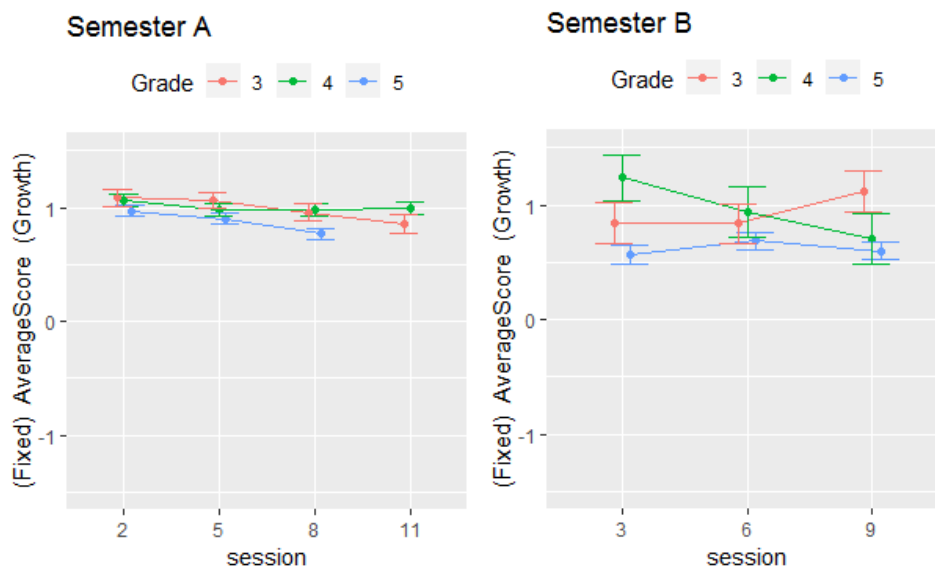 Semester A
Grade 3 4 5
(Fixed) AverageScore (Growth)
1
0
-1
2 5 8 11
session
Semester B
Grade 3 4 5
(Fixed) AverageScore (Growth)
1
0
-1
3 6 9
session